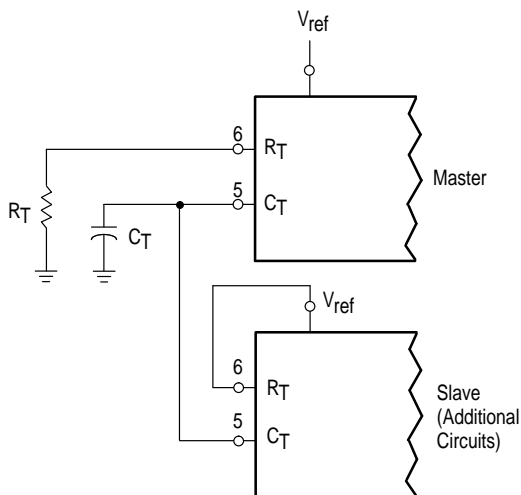 Vref
6
RT
Master
5
CT
RT
CT
Vref
6
RT
Slave
(Additional
Circuits)
5
CT